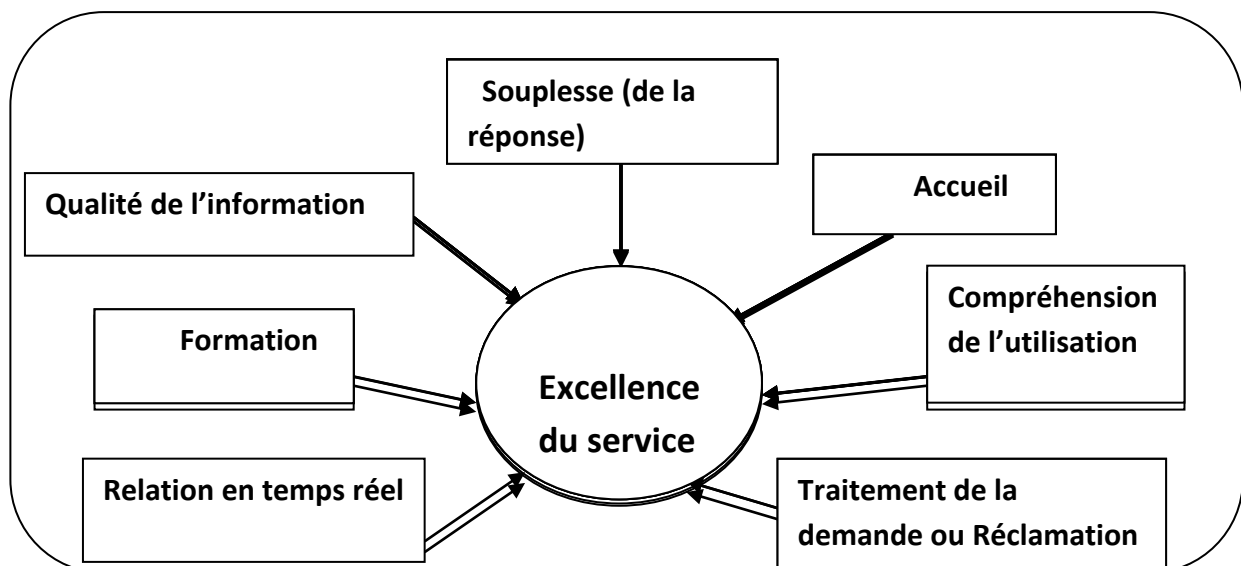 Souplesse (de la
réponse)
Accueil
Qualité de l’information
Compréhension
de l’utilisation
Formation
Excellence
du service
Relation en temps réel
Traitement de la
demande ou Réclamation